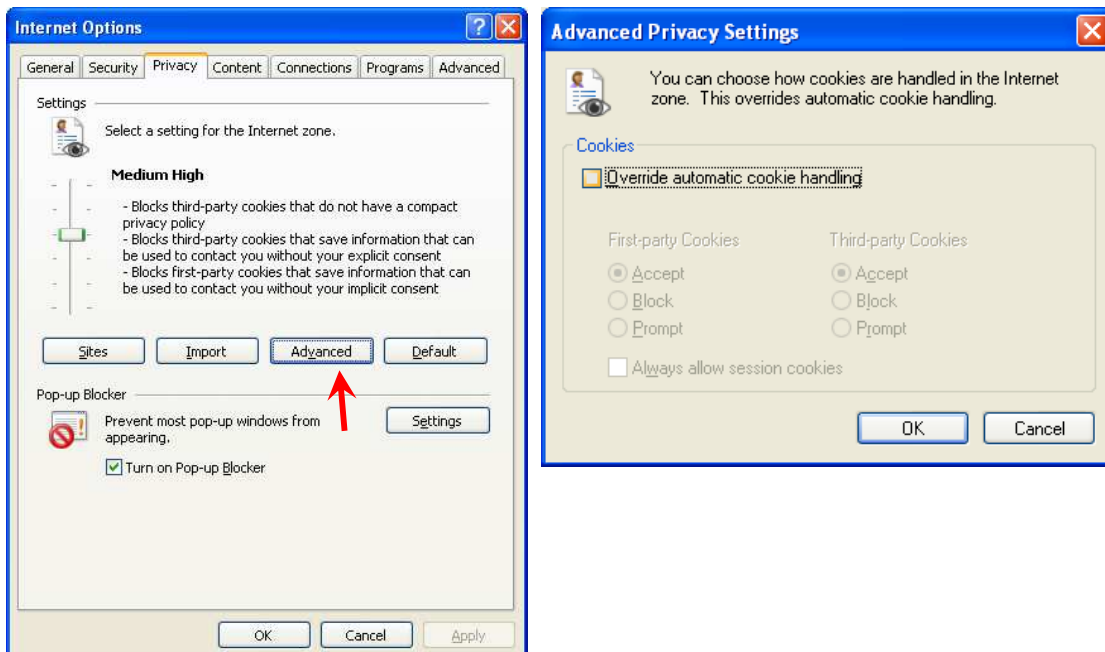 Internet Options
General Security Privacy Content Connections Programs Advanced
Settings
Select a setting for the Internet zone.
Medium High
- Blocks third-party cookies that do not have a compact
privacy policy
- Blocks third-party cookies that save information that can
be used to contact you without your explicit consent
- Blocks first-party cookies that save information that can
be used to contact you without your implicit consent
Sites Import Advanced Default
Pop-up Blocker
Prevent most pop-up windows from
appearing.
Settings
Turn on Pop-up Blocker
OK Cancel Apply
Advanced Privacy Settings
You can choose how cookies are handled in the Internet
zone. This overrides automatic cookie handling.
Cookies
Override automatic cookie handling
First-party Cookies Third-party Cookies
Accept Accept
Block Block
Prompt Prompt
Always allow session cookies
OK Cancel